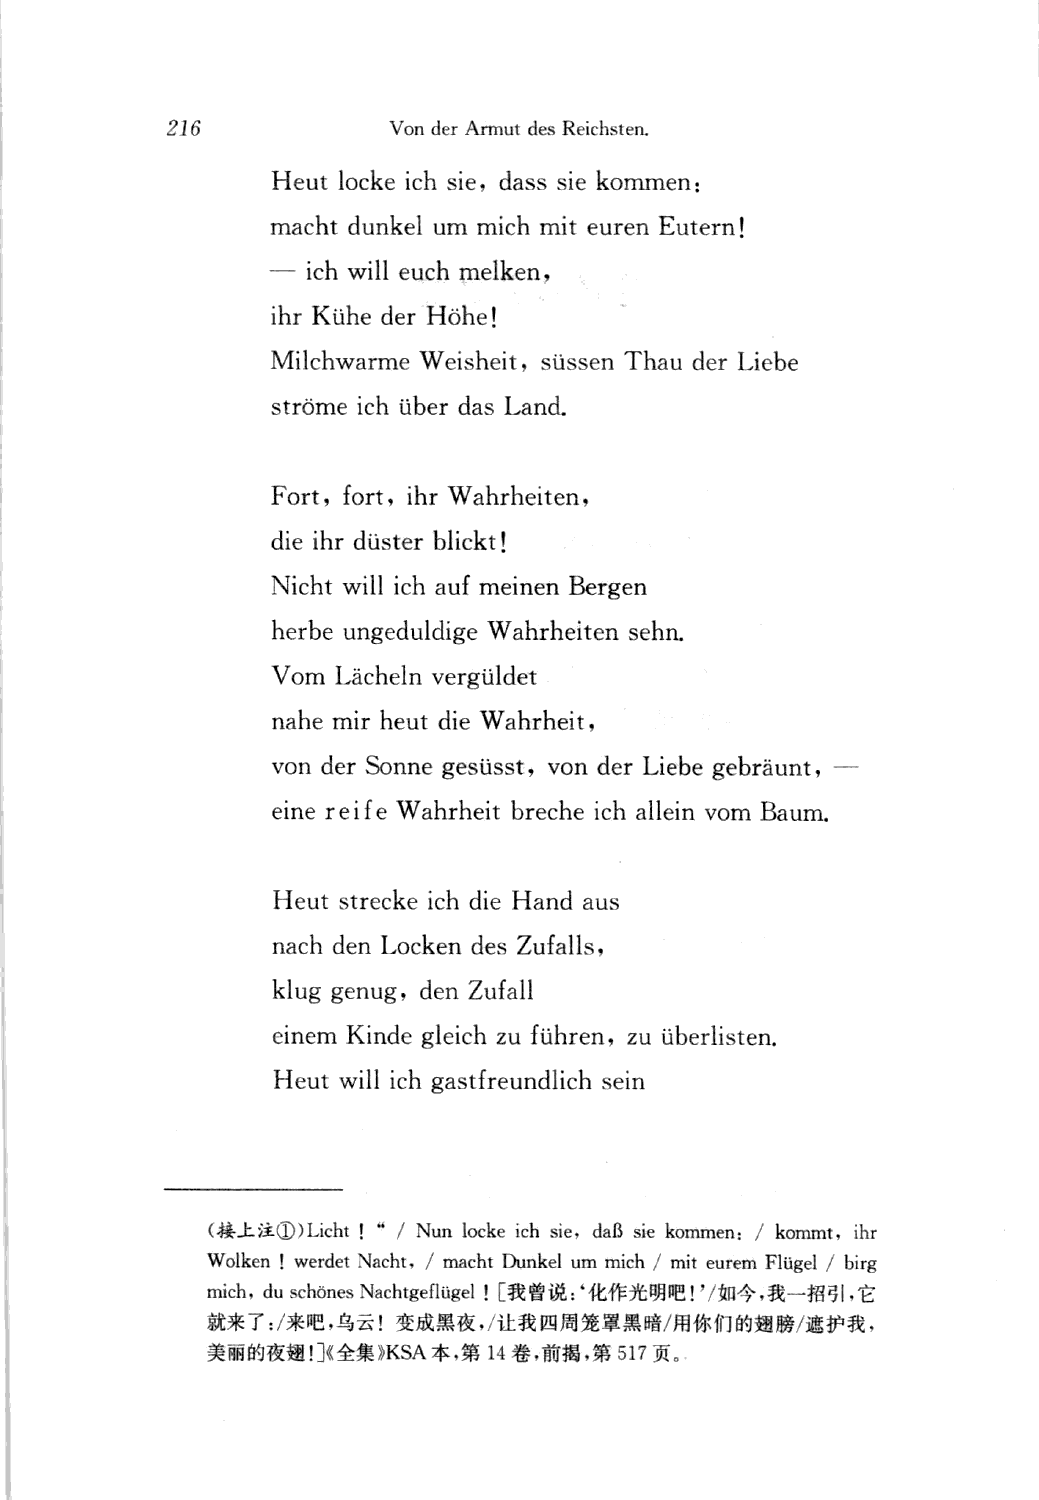 216
Von der Armut des Reichsten.
Heut locke ich sie, dass sie kommen:
macht dunkel um mich mit euren Eutern!
— ich will euch melken,
ihr Kühe der Höhe!
Milchwarme Weisheit, süssen Thau der Liebe
ströme ich über das Land.
Fort, fort, ihr Wahrheiten,
die ihr düster blickt!
Nicht will ich auf meinen Bergen
herbe ungeduldige Wahrheiten sehn.
Vom Lächeln vergüldet
nahe mir heut die Wahrheit,
von der Sonne gesüsst, von der Liebe gebräunt, —
eine reife Wahrheit breche ich allein vom Baum.
Heut strecke ich die Hand aus
nach den Locken des Zufalls,
klug genug, den Zufall
einem Kinde gleich zu führen, zu überlisten.
Heut will ich gastfreundlich sein
(接上注①)Licht！“ / Nun locke ich sie, daß sie kommen: / kommt, ihr
Wolken！werdet Nacht, / macht Dunkel um mich / mit eurem Flügel / birg
mich, du schönes Nachtgeflügel！[我曾说:‘化作光明吧!’/如今,我一招引,它
就来了:/来吧,乌云! 变成黑夜,/让我四周笼罩黑暗/用你们的翅膀/遮护我,
美丽的夜翅!]《全集》KSA 本,第 14 卷,前揭,第 517 页。